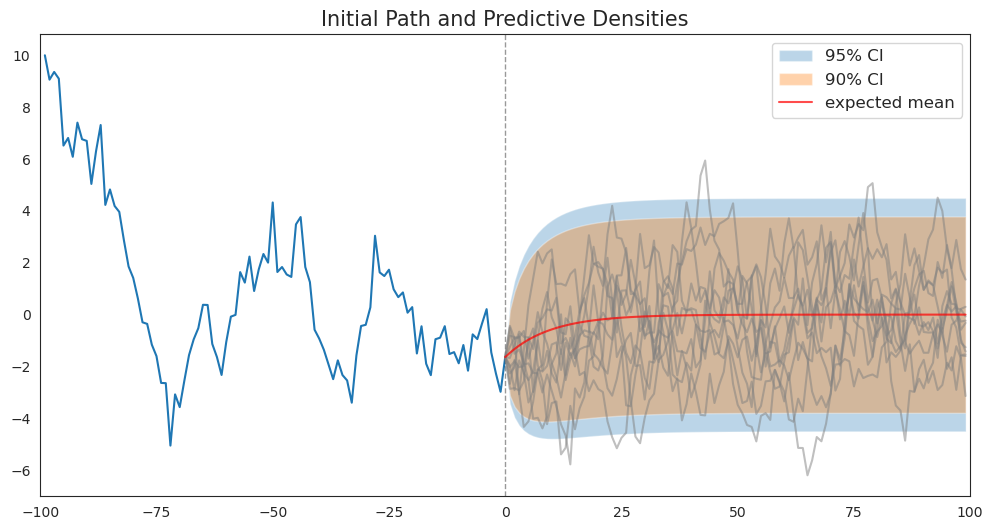 Initial Path and Predictive Densities
95% CI
90% CI
expected mean
10
8
6
4
2
0
−2
−4
−6
−100 −75 −50 −25 0 25 50 75 100